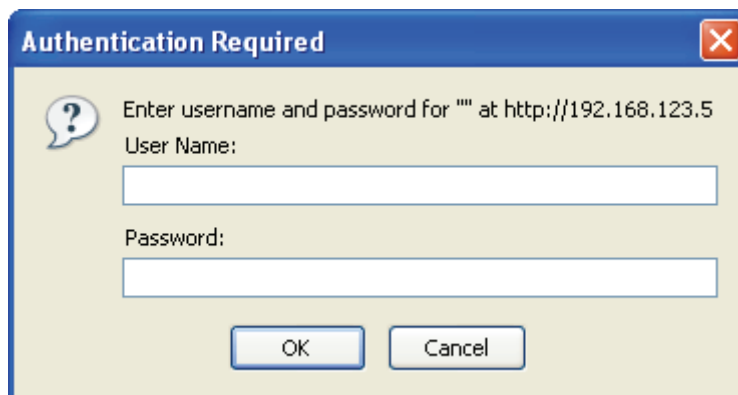 Authentication Required
Enter username and password for "" at http://192.168.123.5
User Name:
Password:
OK
Cancel